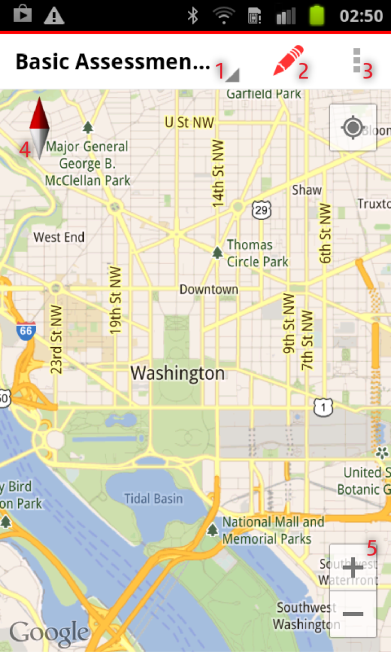 02:50
Basic Assessmen...
1
2
3
Garfield Park
4
U St NW
Major General
George B.
McClellan Park
14th St NW
Shaw
29
6th St NW
West End
Thomas
Circle Park
Downtown
66
23rd St NW
19th St NW
9th St NW
7th St NW
Washington
1
United S
Botanic G
Tidal Basin
y Bird
on Park
National Mall and
Memorial Parks
5
Southwest
Waterfront
+
Southwest
Washington
−
Google